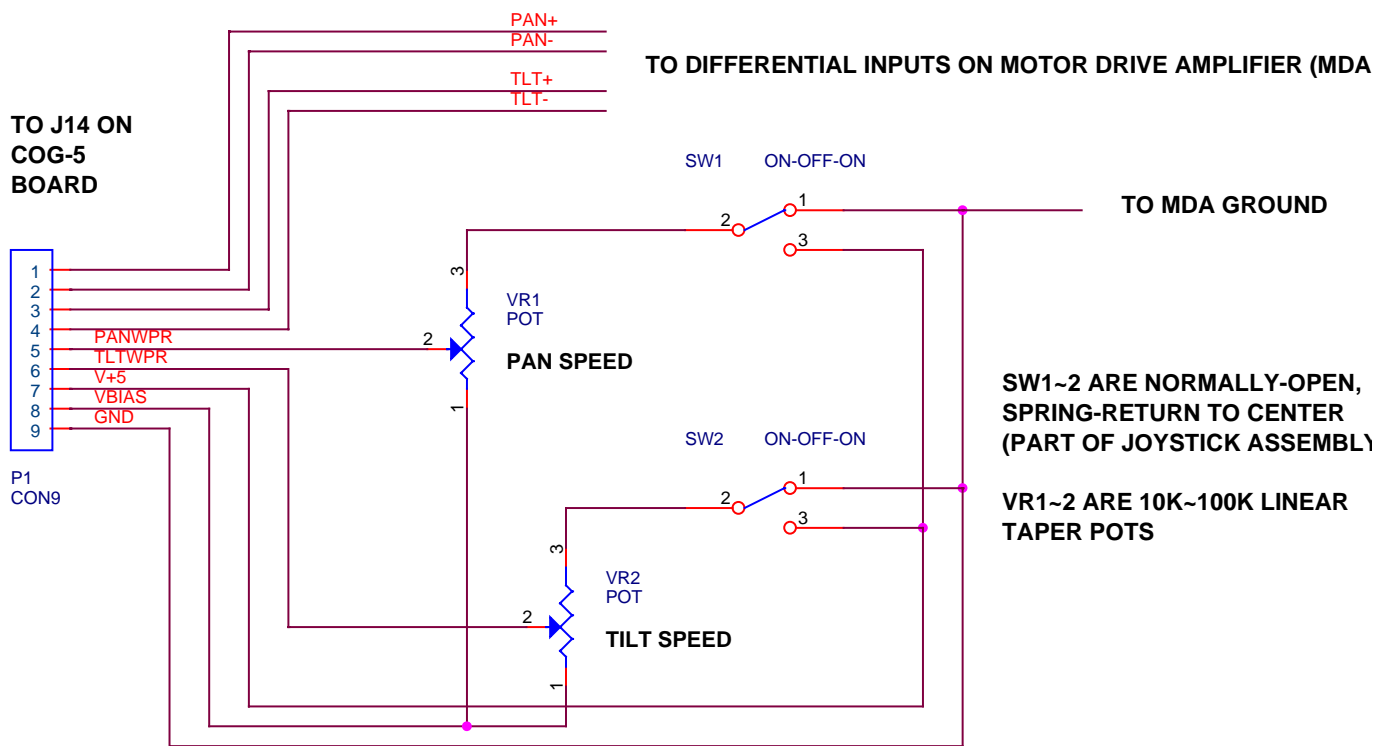 PAN+
PAN-
TO DIFFERENTIAL INPUTS ON MOTOR DRIVE AMPLIFIER (MDA
TLT+
TLT-
TO J14 ON
COG-5
BOARD
SW1 ON-OFF-ON
1
2
3
TO MDA GROUND
1
2
3
4
5
6
7
8
9
PANWPR
TLTWPR
V+5
VBIAS
GND
P1
CON9
3
2
1
VR1
POT
PAN SPEED
SW2 ON-OFF-ON
1
2
3
SW1~2 ARE NORMALLY-OPEN,
SPRING-RETURN TO CENTER
(PART OF JOYSTICK ASSEMBLY
VR1~2 ARE 10K~100K LINEAR
TAPER POTS
3
2
1
VR2
POT
TILT SPEED